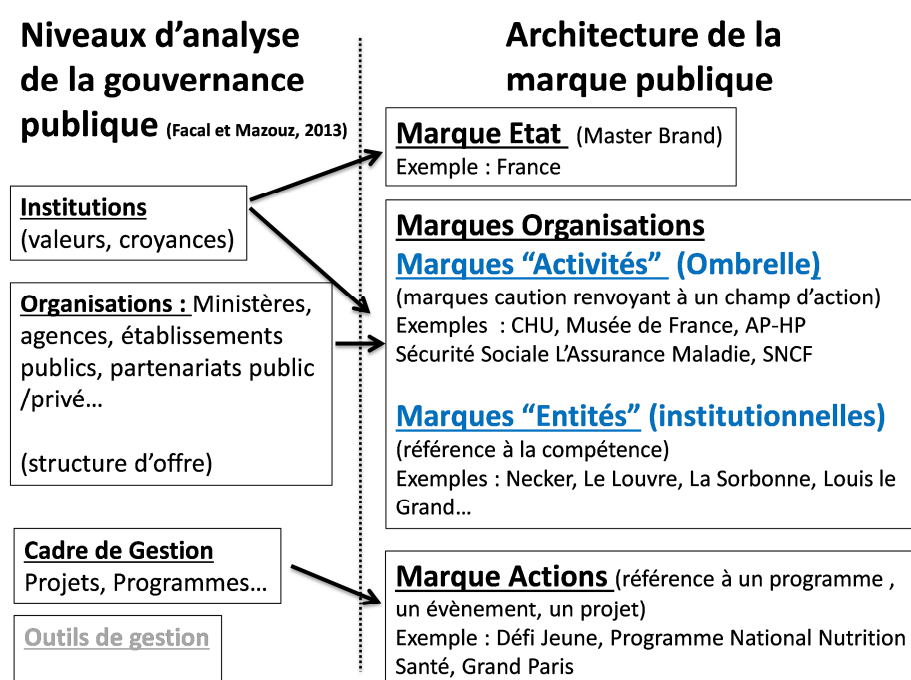 Niveaux d’analyse
de la gouvernance
publique (Facal et Mazouz, 2013)
Institutions
(valeurs, croyances)
Organisations : Ministères,
agences, établissements
publics, partenariats public
/privé…
(structure d’offre)
Cadre de Gestion
Projets, Programmes…
Outils de gestion
Architecture de la
marque publique
Marque Etat (Master Brand)
Exemple : France
Marques Organisations
Marques “Activités” (Ombrelle)
(marques caution renvoyant à un champ d’action)
Exemples : CHU, Musée de France, AP-HP
Sécurité Sociale L’Assurance Maladie, SNCF
Marques “Entités” (institutionnelles)
(référence à la compétence)
Exemples : Necker, Le Louvre, La Sorbonne, Louis le
Grand…
Marque Actions (référence à un programme ,
un évènement, un projet)
Exemple : Défi Jeune, Programme National Nutrition
Santé, Grand Paris